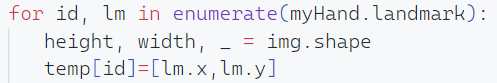 for id, lm in enumerate(myHand.landmark):
   height, width, _ = img.shape
   temp[id]=[lm.x,lm.y]